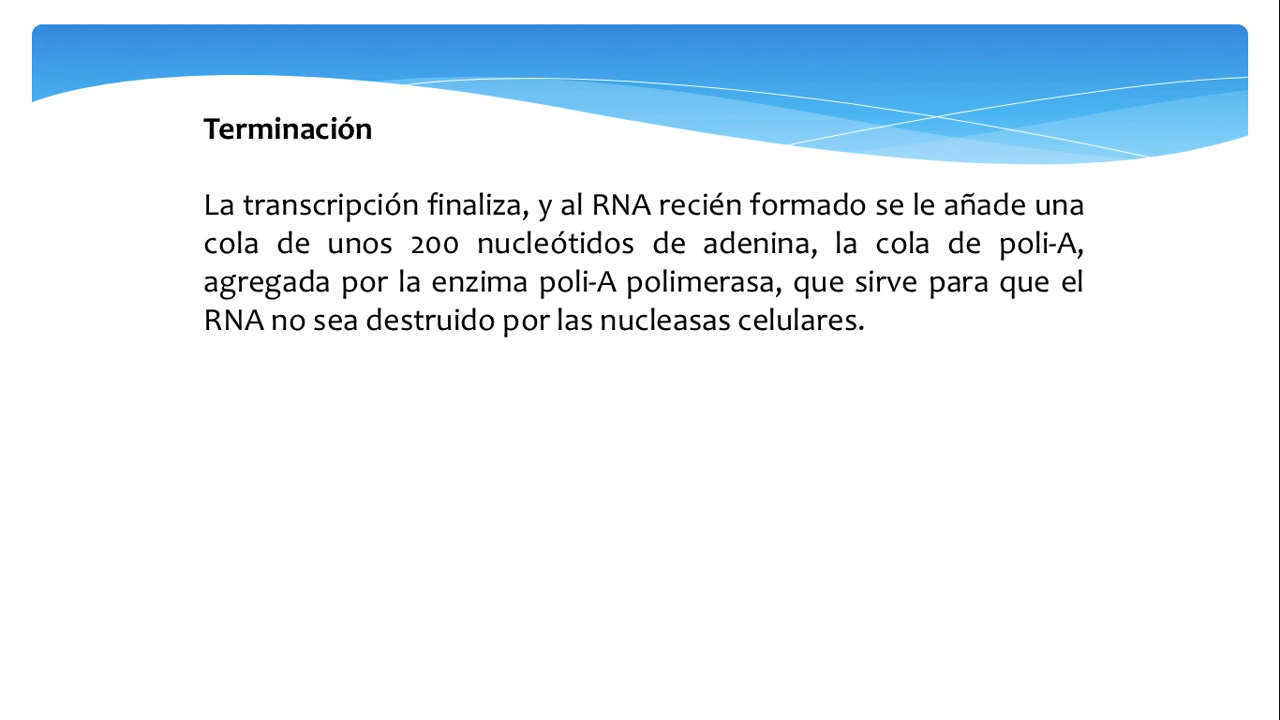 Terminación
La transcripción finaliza, y al RNA recién formado se le añade una
cola de unos 200 nucleótidos de adenina, la cola de poli-A,
agregada por la enzima poli-A polimerasa, que sirve para que el
RNA no sea destruido por las nucleasas celulares.